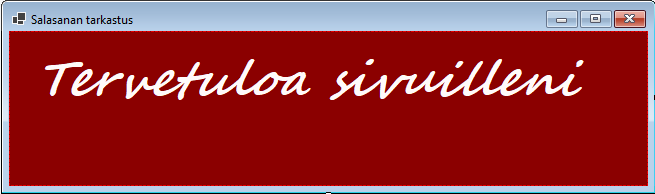 Salasanan tarkastus
Tervetuloa sivuilleni